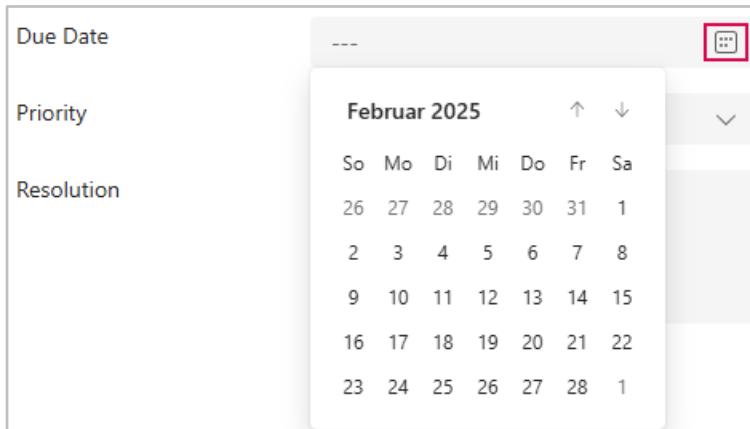 Due Date
---
Priority
Resolution
Februar 2025
So Mo Di Mi Do Fr Sa
26 27 28 29 30 31 1
2 3 4 5 6 7 8
9 10 11 12 13 14 15
16 17 18 19 20 21 22
23 24 25 26 27 28 1